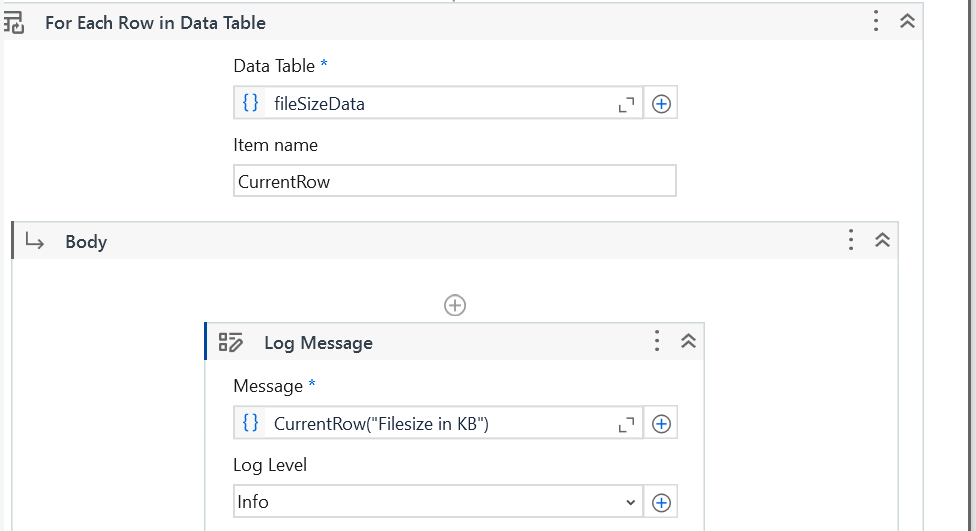 For Each Row in Data Table
Data Table *
{} fileSizeData
Item name
CurrentRow
Body
Log Message
Message *
{} CurrentRow("Filesize in KB")
Log Level
Info